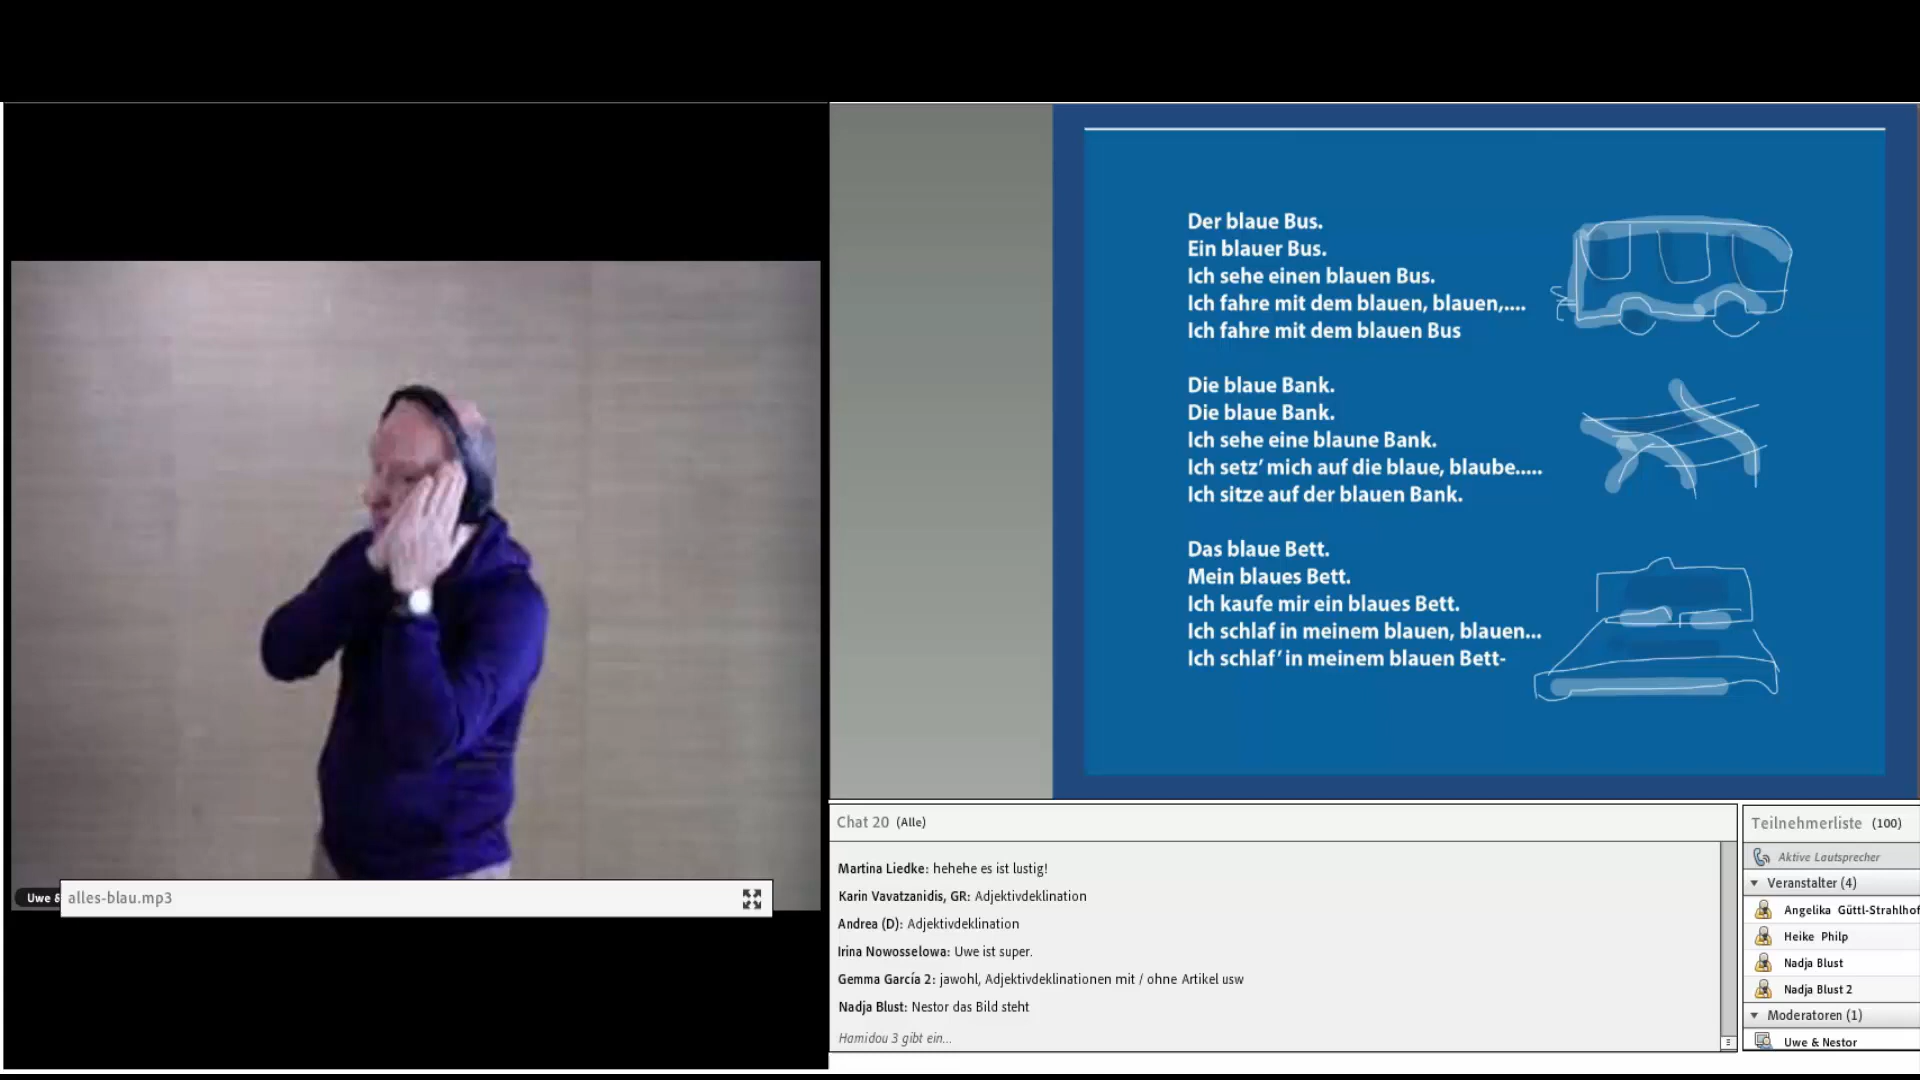 Der blaue Bus.
Ein blauer Bus.
Ich sehe einen blauen Bus.
Ich fahre mit dem blauen, blauen,....
Ich fahre mit dem blauen Bus
Die blaue Bank.
Die blaue Bank.
Ich sehe eine blaune Bank.
Ich setz' mich auf die blaue, blaube.....
Ich sitze auf der blauen Bank.
Das blaue Bett.
Mein blaues Bett.
Ich kaufe mir ein blaues Bett.
Ich schlaf in meinem blauen, blauen...
Ich schlaf' in meinem blauen Bett-
Uwe &
alles-blau.mp3
Chat 20 (Alle)
Martina Liedke: hehehe es ist lustig!
Karin Vavatzanidis, GR: Adjektivdeklination
Andrea (D): Adjektivdeklination
Irina Nowosselowa: Uwe ist super.
Gemma García 2: jawohl, Adjektivdeklinationen mit / ohne Artikel usw
Nadja Blust: Nestor das Bild steht
Hamidou 3 gibt ein...
Teilnehmerliste (100)
Aktive Lautsprecher
Veranstalter (4)
Angelika Güttl-Strahlhof
Heike Philp
Nadja Blust
Nadja Blust 2
Moderatoren (1)
Uwe & Nestor